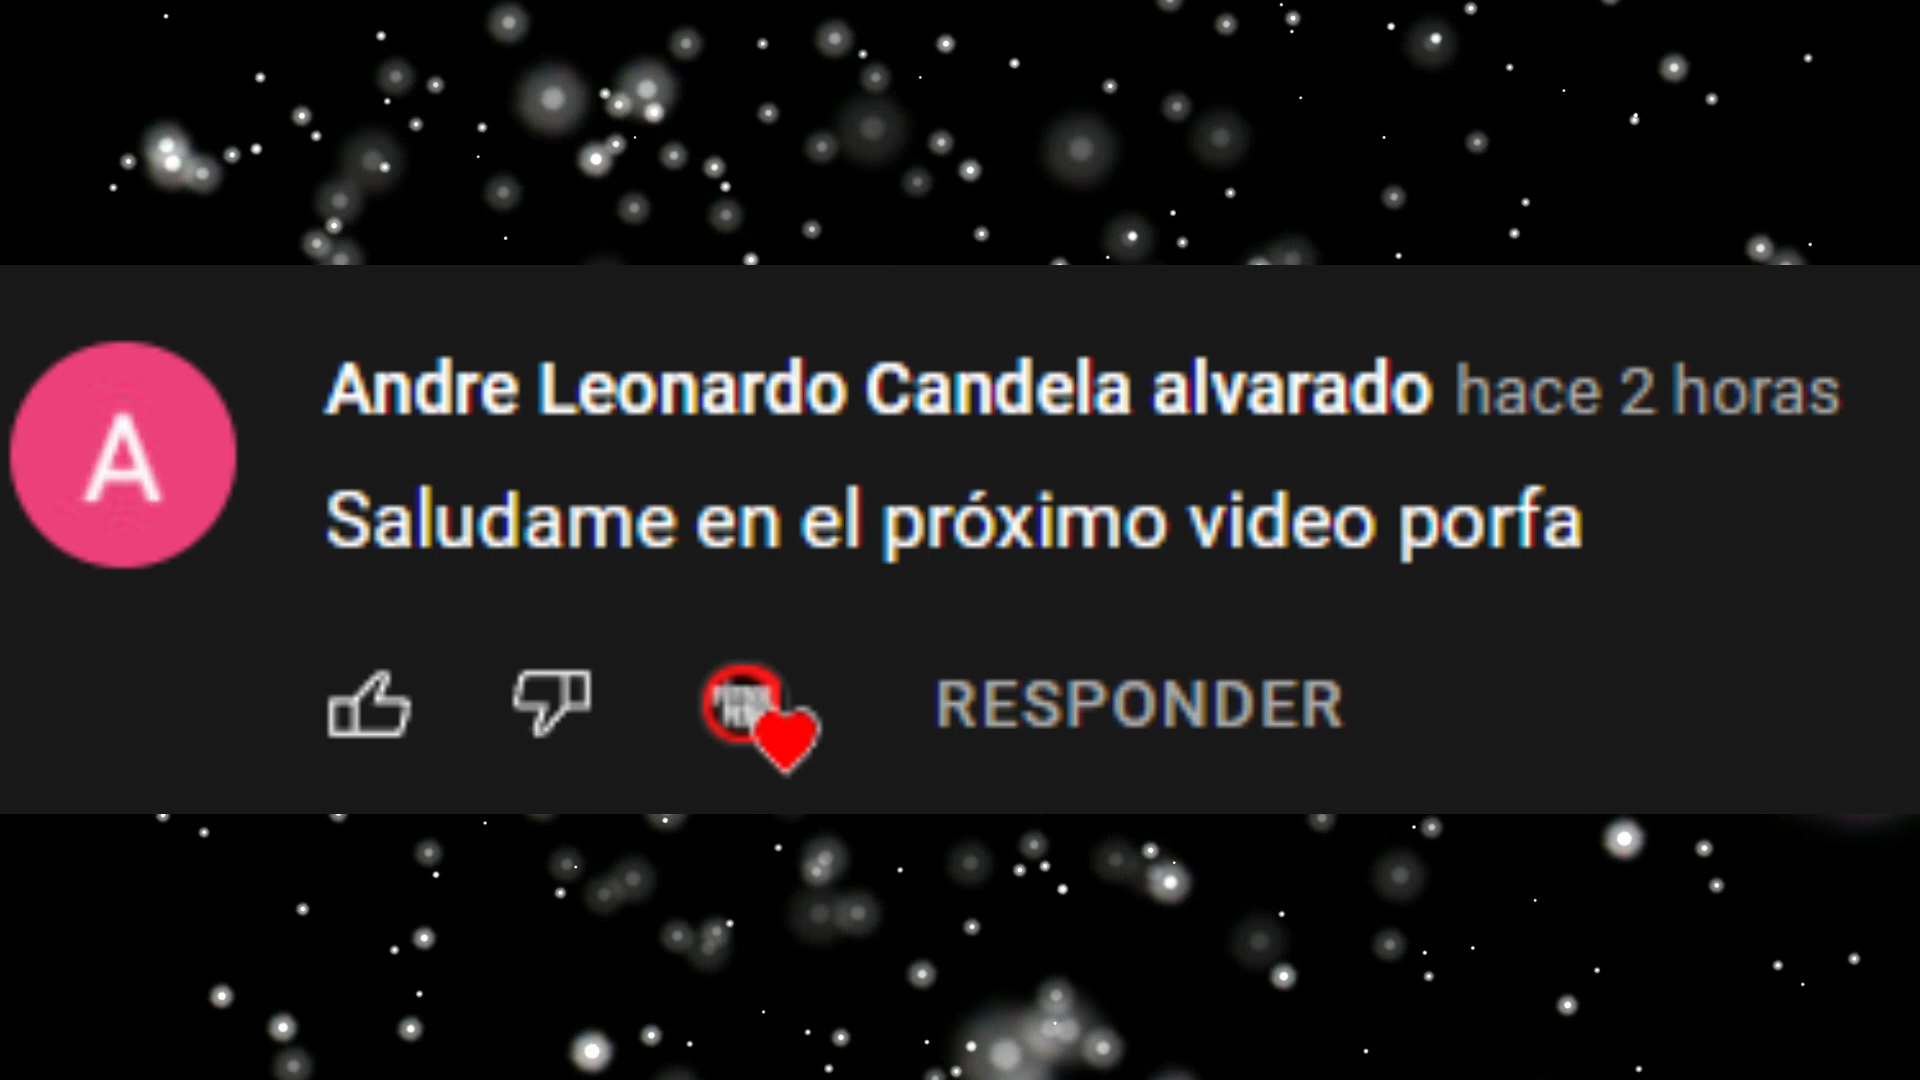 A
Andre Leonardo Candela alvarado hace 2 horas
Saludame en el próximo video porfa
RESPONDER